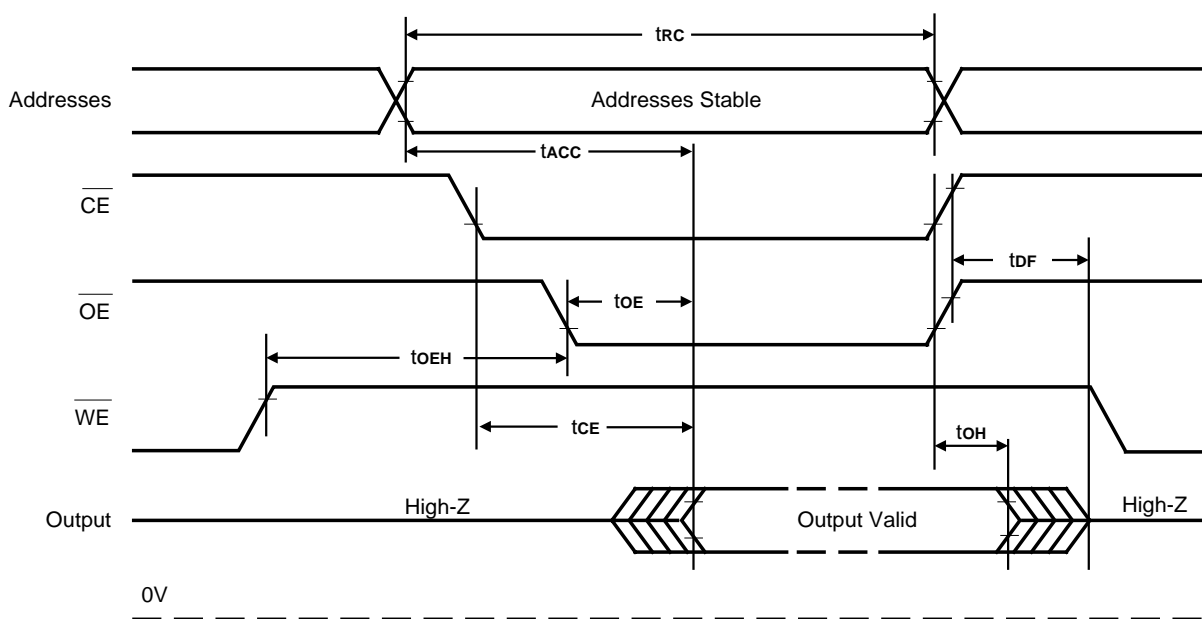 tRC
Addresses
Addresses Stable
tACC
CE
tDF
OE
tOE
tOEH
WE
tCE
tOH
High-Z
High-Z
Output
Output Valid
0V